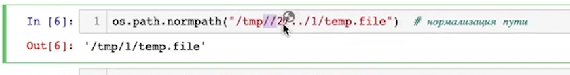 In [6]: 1 os.path.normpath("/tmp//2/../1/temp.file") # нормализация пути
Out[6]: '/tmp/1/temp.file'